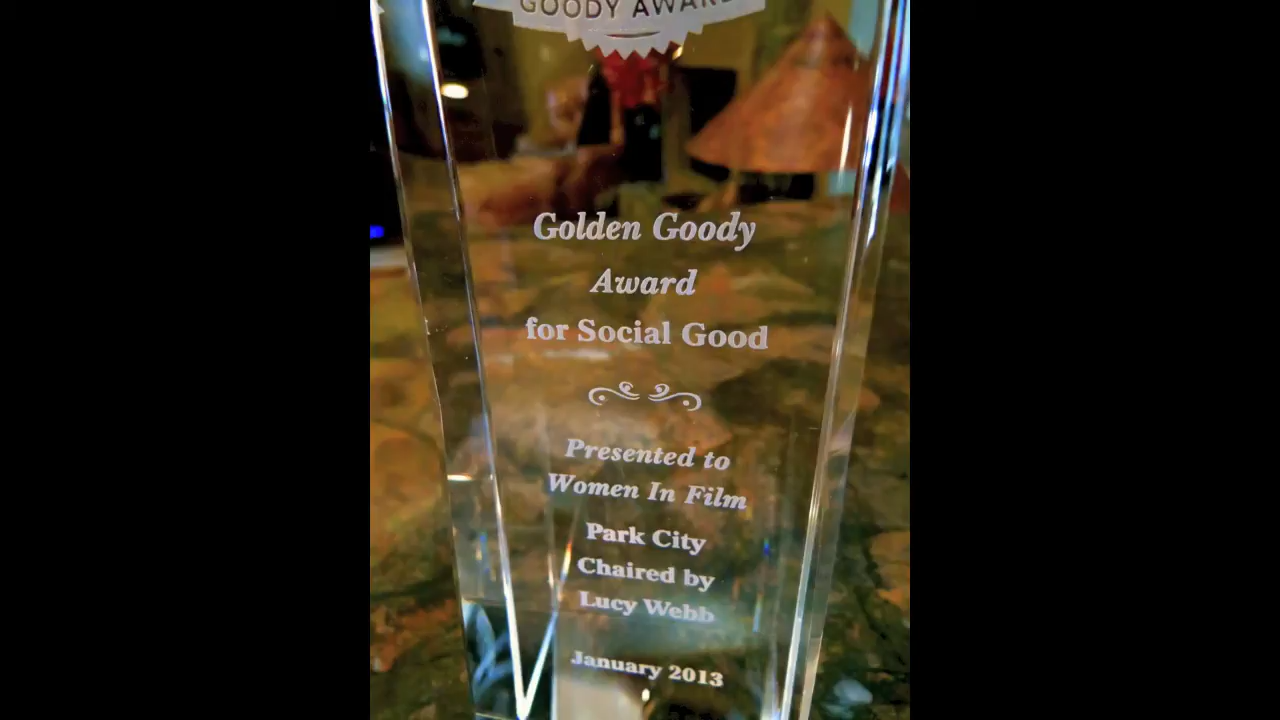 GOODY AWARD
Golden Goody
Award
for Social Good
Presented to
Women In Film
Park City
Chaired by
Lucy Webb
January 2013